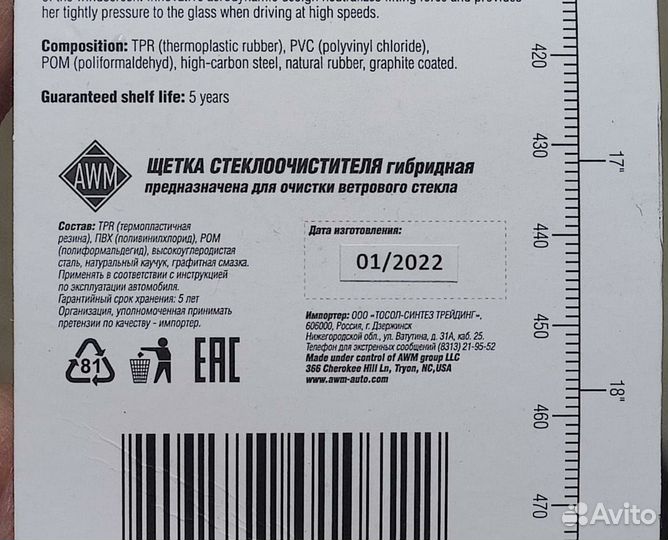 her tightly pressure to the glass when driving at high speeds.
Composition: TPR (thermoplastic rubber), PVC (polyvinyl chloride),
POM (poliformaldehyd), high-carbon steel, natural rubber, graphite coated.
Guaranteed shelf life: 5 years
AWM
ЩЕТКА СТЕКЛООЧИСТИТЕЛЯ гибридная
предназначена для очистки ветрового стекла
Состав: TPR (термопластичная
резина), ПВХ (поливинилхлорид), POM
(полиформальдегид), высокоуглеродистая
сталь, натуральный каучук, графитная смазка.
Применять в соответствии с инструкцией
по эксплуатации автомобиля.
Гарантийный срок хранения: 5 лет
Организация, уполномоченная принимать
претензии по качеству - импортер.
Дата изготовления:
01/2022
Импортер: ООО «ТОСОЛ-СИНТЕЗ ТРЕЙДИНГ»,
606000, Россия, г. Дзержинск
Нижегородской обл., ул. Ватутина, д. 31А, каб. 25.
Телефон для экстренных сообщений (8313) 21-95-52
Made under control of AWM group LLC
366 Cherokee Hill Ln, Tryon, NC,USA
www.awm-auto.com
81
EAC
420
430
17"
440
450
18"
460
470
Avito